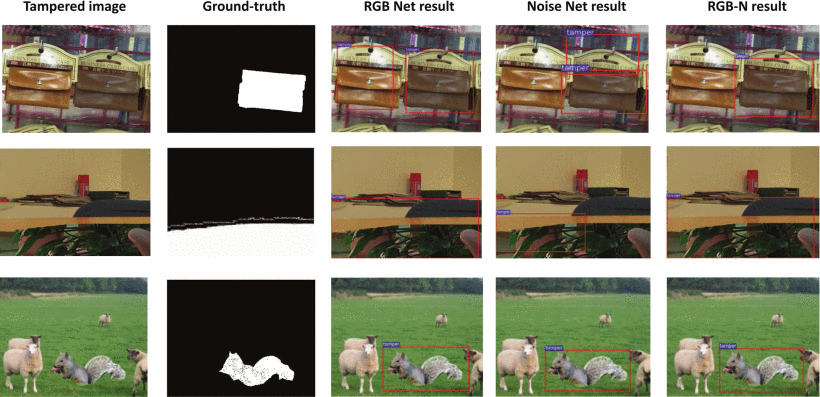 Tampered image Ground-truth RGB Net result Noise Net result RGB-N result
tamper tamper tamper tamper tamper
tamper tamper tamper
tamper tamper tamper